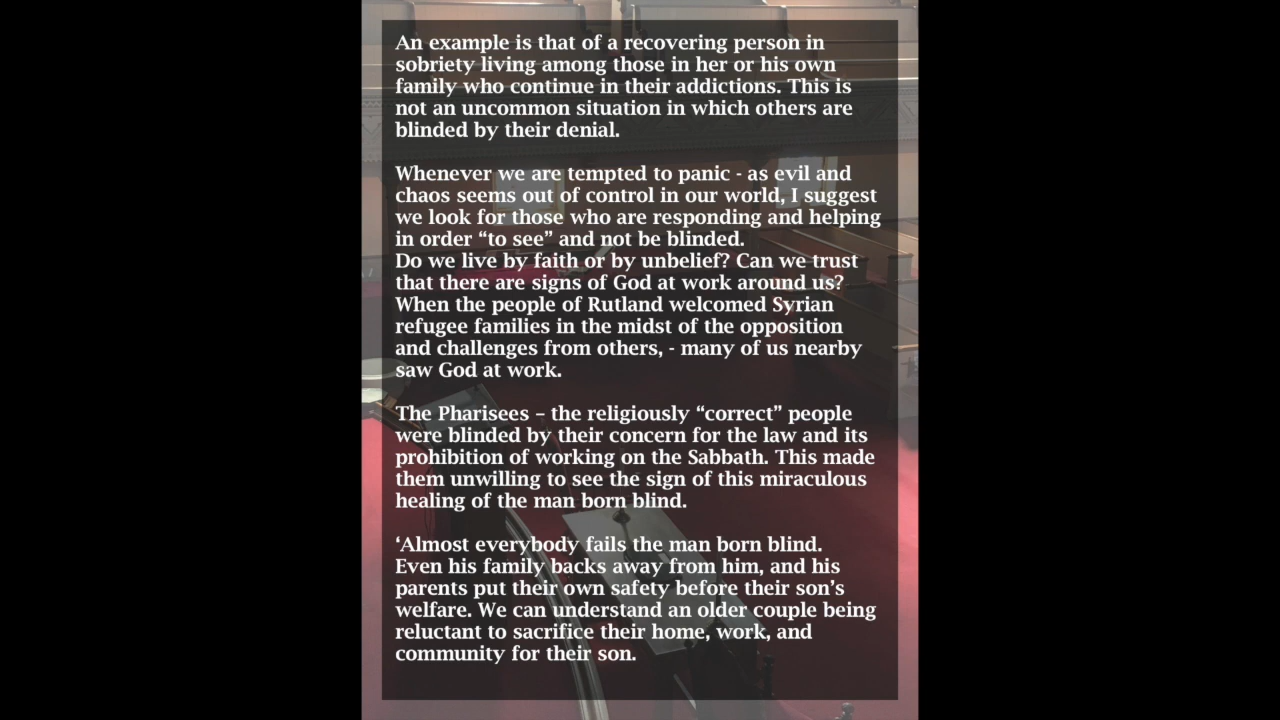 An example is that of a recovering person in
sobriety living among those in her or his own
family who continue in their addictions. This is
not an uncommon situation in which others are
blinded by their denial.
Whenever we are tempted to panic - as evil and
chaos seems out of control in our world, I suggest
we look for those who are responding and helping
in order “to see” and not be blinded.
Do we live by faith or by unbelief? Can we trust
that there are signs of God at work around us?
When the people of Rutland welcomed Syrian
refugee families in the midst of the opposition
and challenges from others, - many of us nearby
saw God at work.
The Pharisees – the religiously “correct” people
were blinded by their concern for the law and its
prohibition of working on the Sabbath. This made
them unwilling to see the sign of this miraculous
healing of the man born blind.
‘Almost everybody fails the man born blind.
Even his family backs away from him, and his
parents put their own safety before their son’s
welfare. We can understand an older couple being
reluctant to sacrifice their home, work, and
community for their son.